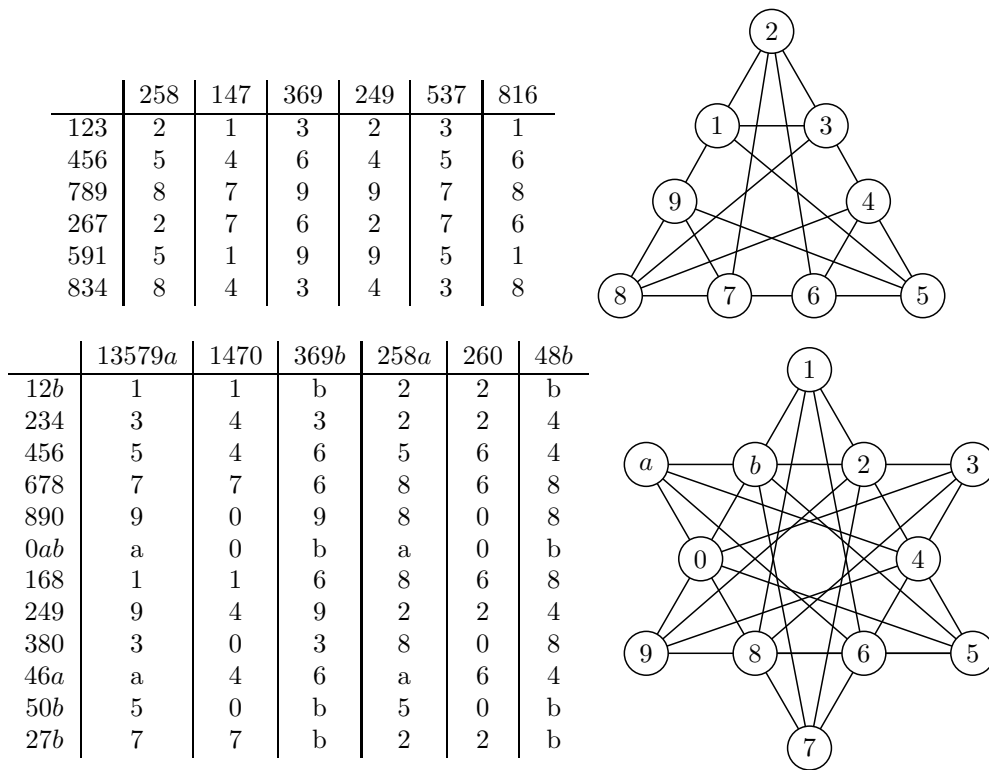 258 147 369 249 537 816
123 2 1 3 2 3 1
456 5 4 6 4 5 6
789 8 7 9 9 7 8
267 2 7 6 2 7 6
591 5 1 9 9 5 1
834 8 4 3 4 3 8
2
1 3
9 4
8 7 6 5
13579a 1470 369b 258a 260 48b
12b 1 1 b 2 2 b
234 3 4 3 2 2 4
456 5 4 6 5 6 4
678 7 7 6 8 6 8
890 9 0 9 8 0 8
0ab a 0 b a 0 b
168 1 1 6 8 6 8
249 9 4 9 2 2 4
380 3 0 3 8 0 8
46a a 4 6 a 6 4
50b 5 0 b 5 0 b
27b 7 7 b 2 2 b
1
a b 2 3
0 4
9 8 6 5
7